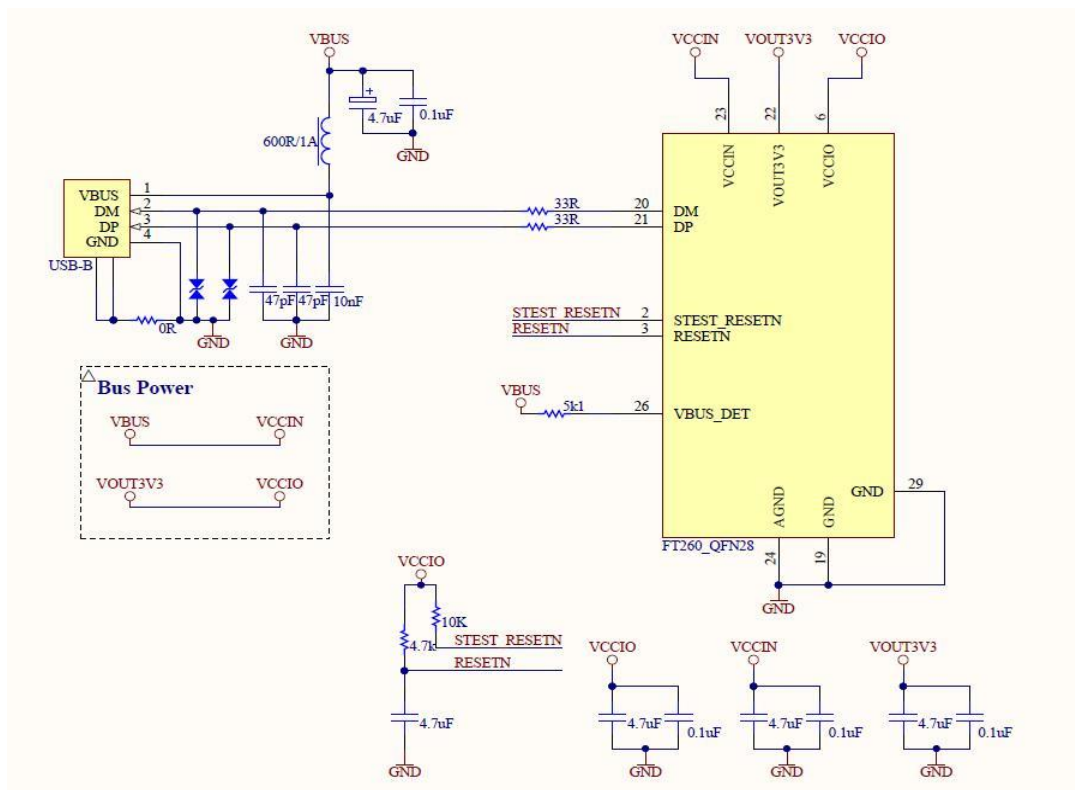 VBUS
VCCIN
VOUT3V3
VCCIO
+
4.7uF
0.1uF
GND
600R/1A
23
22
6
VCCIN
VOUT3V3
VCCIO
VBUS
1
DM
2
DP
3
GND
4
USB-B
33R
20
DM
33R
21
DP
47pF
47pF
10nF
0R
GND
GND
STEST_RESETN
2
STEST_RESETN
RESETN
3
RESETN
Bus Power
VBUS
VCCIN
VOUT3V3
VCCIO
VBUS
5k1
26
VBUS_DET
GND
29
AGND
GND
FT260_QFN28
24
19
GND
VCCIO
10K
4.7k
STEST_RESETN
RESETN
4.7uF
GND
VCCIO
4.7uF
0.1uF
GND
VCCIN
4.7uF
0.1uF
GND
VOUT3V3
4.7uF
0.1uF
GND